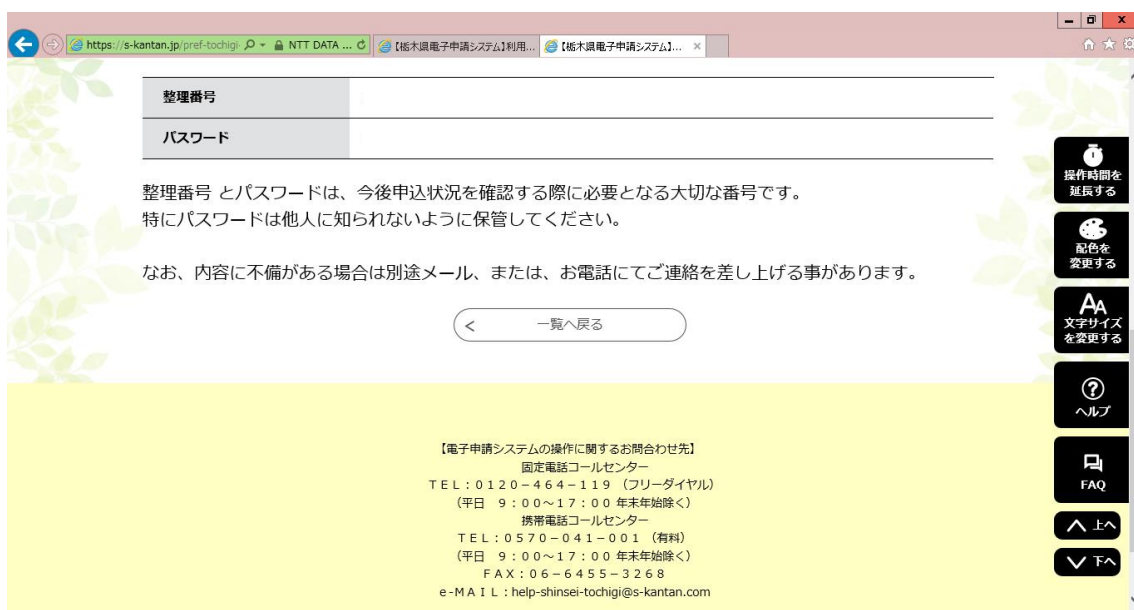 https://s-kantan.jp/pref-tochigi- NTT DATA ... 【栃木県電子申請システム】利用... 【栃木県電子申請システム】...
整理番号
パスワード
整理番号 とパスワードは、今後申込状況を確認する際に必要となる大切な番号です。
特にパスワードは他人に知られないように保管してください。
なお、内容に不備がある場合は別途メール、または、お電話にてご連絡を差し上げる事があります。
< 一覧へ戻る
操作時間を
延長する
配色を
変更する
AA
文字サイズ
を変更する
?
ヘルプ
FAQ
上へ
下へ
【電子申請システムの操作に関するお問合わせ先】
固定電話コールセンター
TEL:0120-464-119 (フリーダイヤル)
(平日 9:00~17:00 年末年始除く)
携帯電話コールセンター
TEL:0570-041-001 (有料)
(平日 9:00~17:00 年末年始除く)
FAX:06-6455-3268
e-MAIL:help-shinsei-tochigi@s-kantan.com